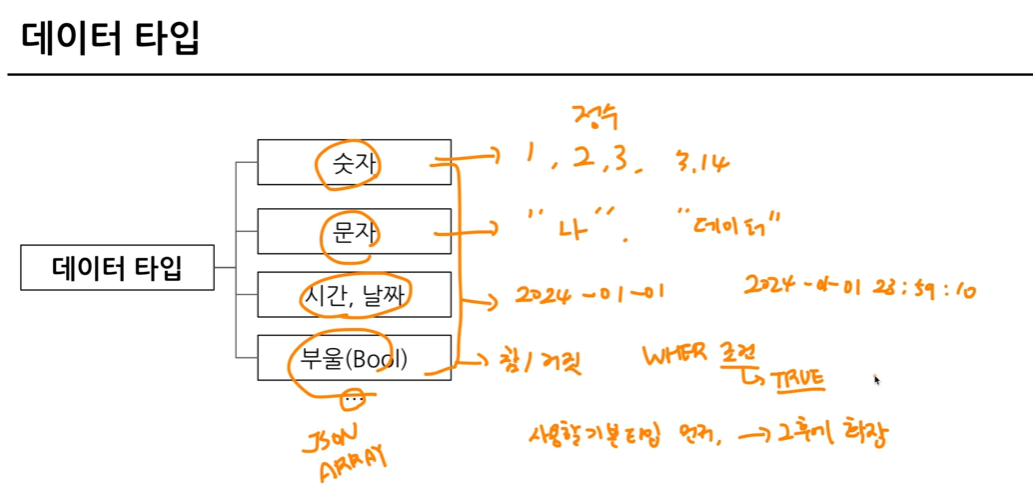 데이터 타입
정수
숫자 → 1, 2, 3, 3.14
문자 → "나". "데이터"
데이터 타입
시간, 날짜 → 2024-01-01 2024-01-01 23:59:10
부울(Bool) → 참/거짓 WHER 조건
↳ TRUE
...
JSON
ARRAY
사용할 기본 타입 먼저, → 그 후에 확장